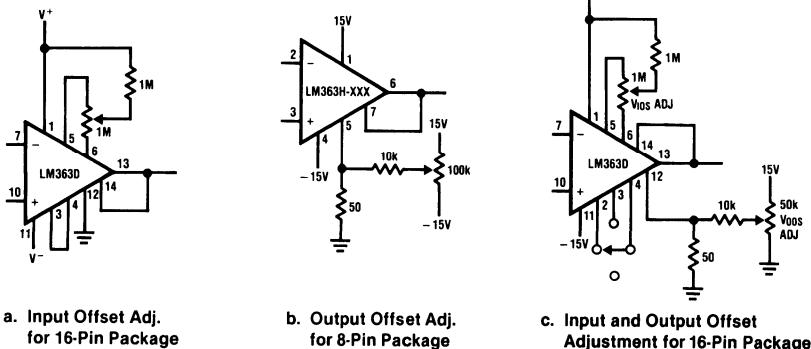 V+
1M
1M
1
5
6
7
−
LM363D
13
10
+
3
4
12
14
11
V−
a. Input Offset Adj.
for 16-Pin Package
15V
2
−
1
LM363H-XXX
6
3
+
7
4
5
−15V
10k
15V
100k
−15V
50
b. Output Offset Adj.
for 8-Pin Package
1M
1M
VIOS ADJ
1
5
6
7
−
14
13
LM363D
10
+
11
2
3
4
12
−15V
10k
15V
50k
VOOS
ADJ
50
c. Input and Output Offset
Adjustment for 16-Pin Package